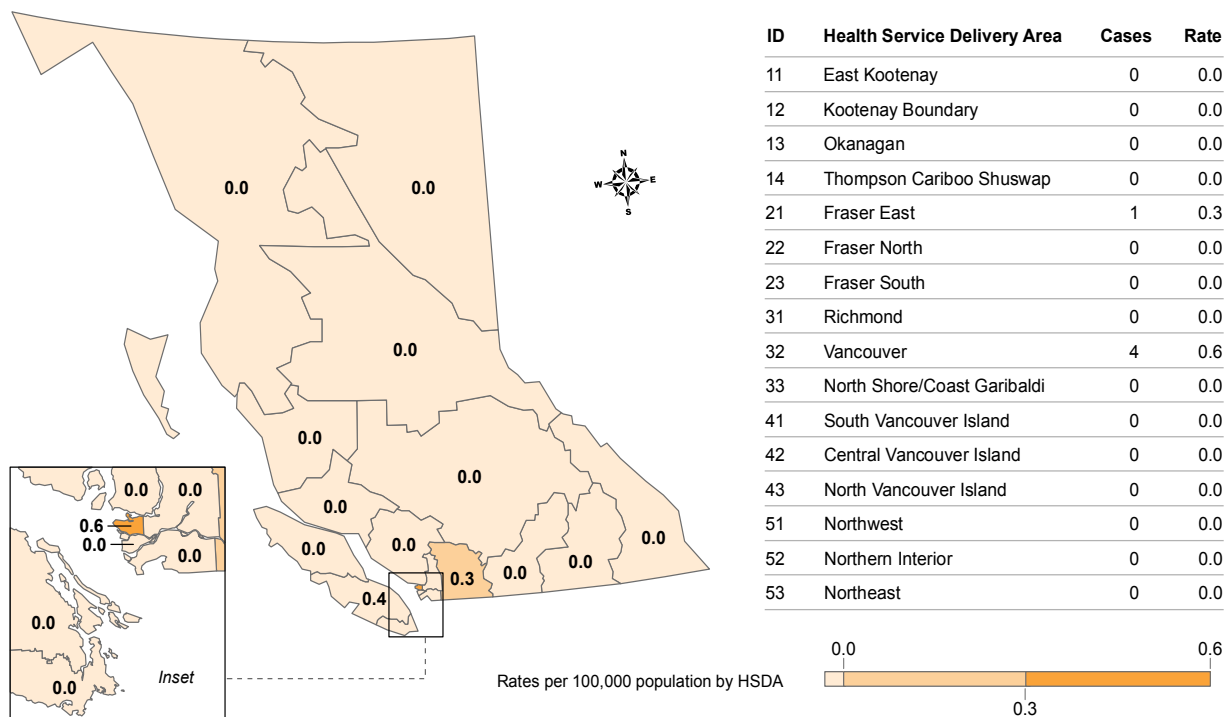 ID Health Service Delivery Area Cases Rate
11 East Kootenay 0 0.0
12 Kootenay Boundary 0 0.0
13 Okanagan 0 0.0
14 Thompson Cariboo Shuswap 0 0.0
21 Fraser East 1 0.3
22 Fraser North 0 0.0
23 Fraser South 0 0.0
31 Richmond 0 0.0
32 Vancouver 4 0.6
33 North Shore/Coast Garibaldi 0 0.0
41 South Vancouver Island 0 0.0
42 Central Vancouver Island 0 0.0
43 North Vancouver Island 0 0.0
51 Northwest 0 0.0
52 Northern Interior 0 0.0
53 Northeast 0 0.0
N
W E
S
0.0 0.0
0.0
0.0
0.0
0.0
0.0 0.0
0.3 0.0 0.0 0.0
0.4
0.0 0.0
0.6
0.0 0.0
0.0
0.0
Inset
Rates per 100,000 population by HSDA
0.0 0.6
0.3